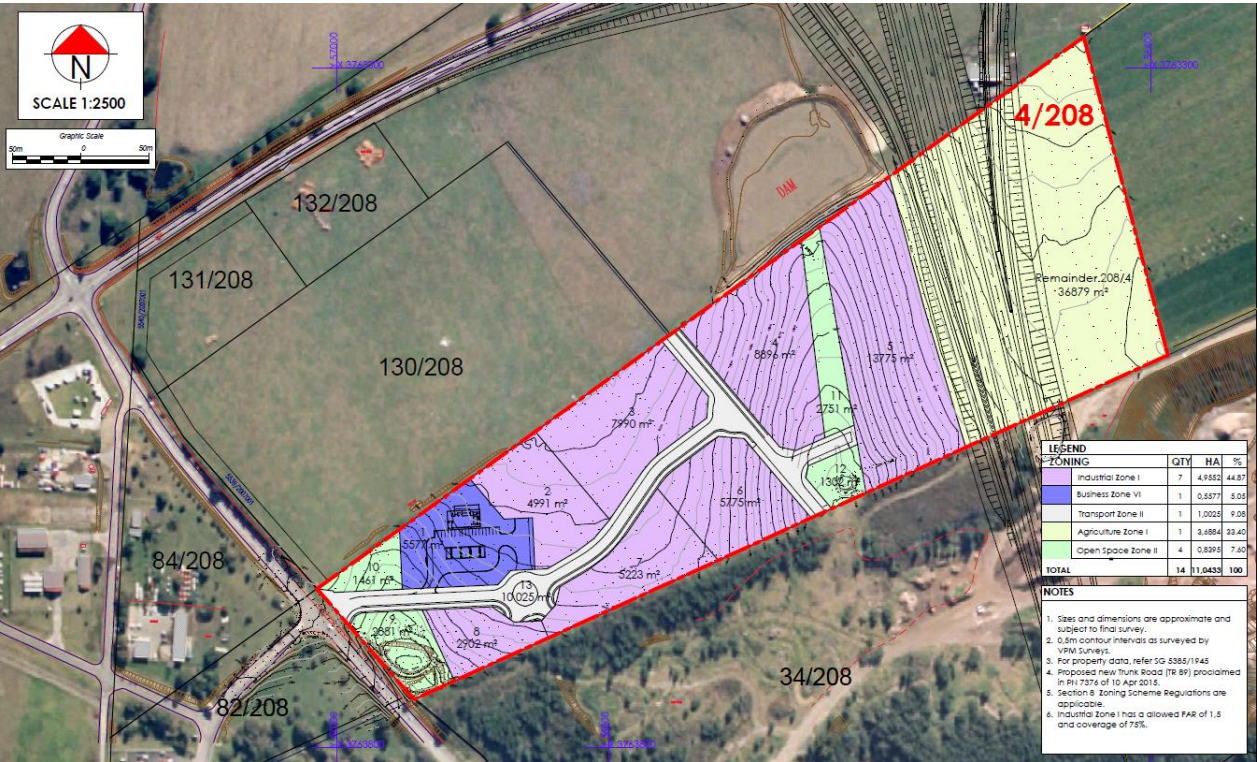 N
SCALE 1:2500
Graphic Scale
50m 0 50m
X 3763300
X 3763300
4/208
DAM
132/208
131/208
130/208
Remainder 208/4
36879 m²
4
8896 m²
5
13775 m²
11
2751 m²
3
7990 m²
12
2
4991 m²
6
5775 m²
1
5577 m²
7
5223 m²
10
1461 m²
13
10 025 m²
9
8
2902 m²
84/208
82/208
34/208
LEGEND
ZONING QTY HA %
Industrial Zone I 7 4,9552 44.87
Business Zone VI 1 0,5577 5.05
Transport Zone II 1 1,0025 9.08
Agriculture Zone I 1 3,6884 33.40
Open Space Zone II 4 0,8395 7.60
TOTAL 14 11,0433 100
NOTES
1. Sizes and dimensions are approximate and
subject to final survey.
2. 0,5m contour intervals as surveyed by
VPM Surveys.
3. For property data, refer SG 5385/1945
4. Proposed new Trunk Road (TR 89) proclaimed
in PN 7376 of 10 Apr 2015.
5. Section 8 Zoning Scheme Regulations are
applicable.
6. Industrial Zone I has a allowed FAR of 1,5
and coverage of 75%.